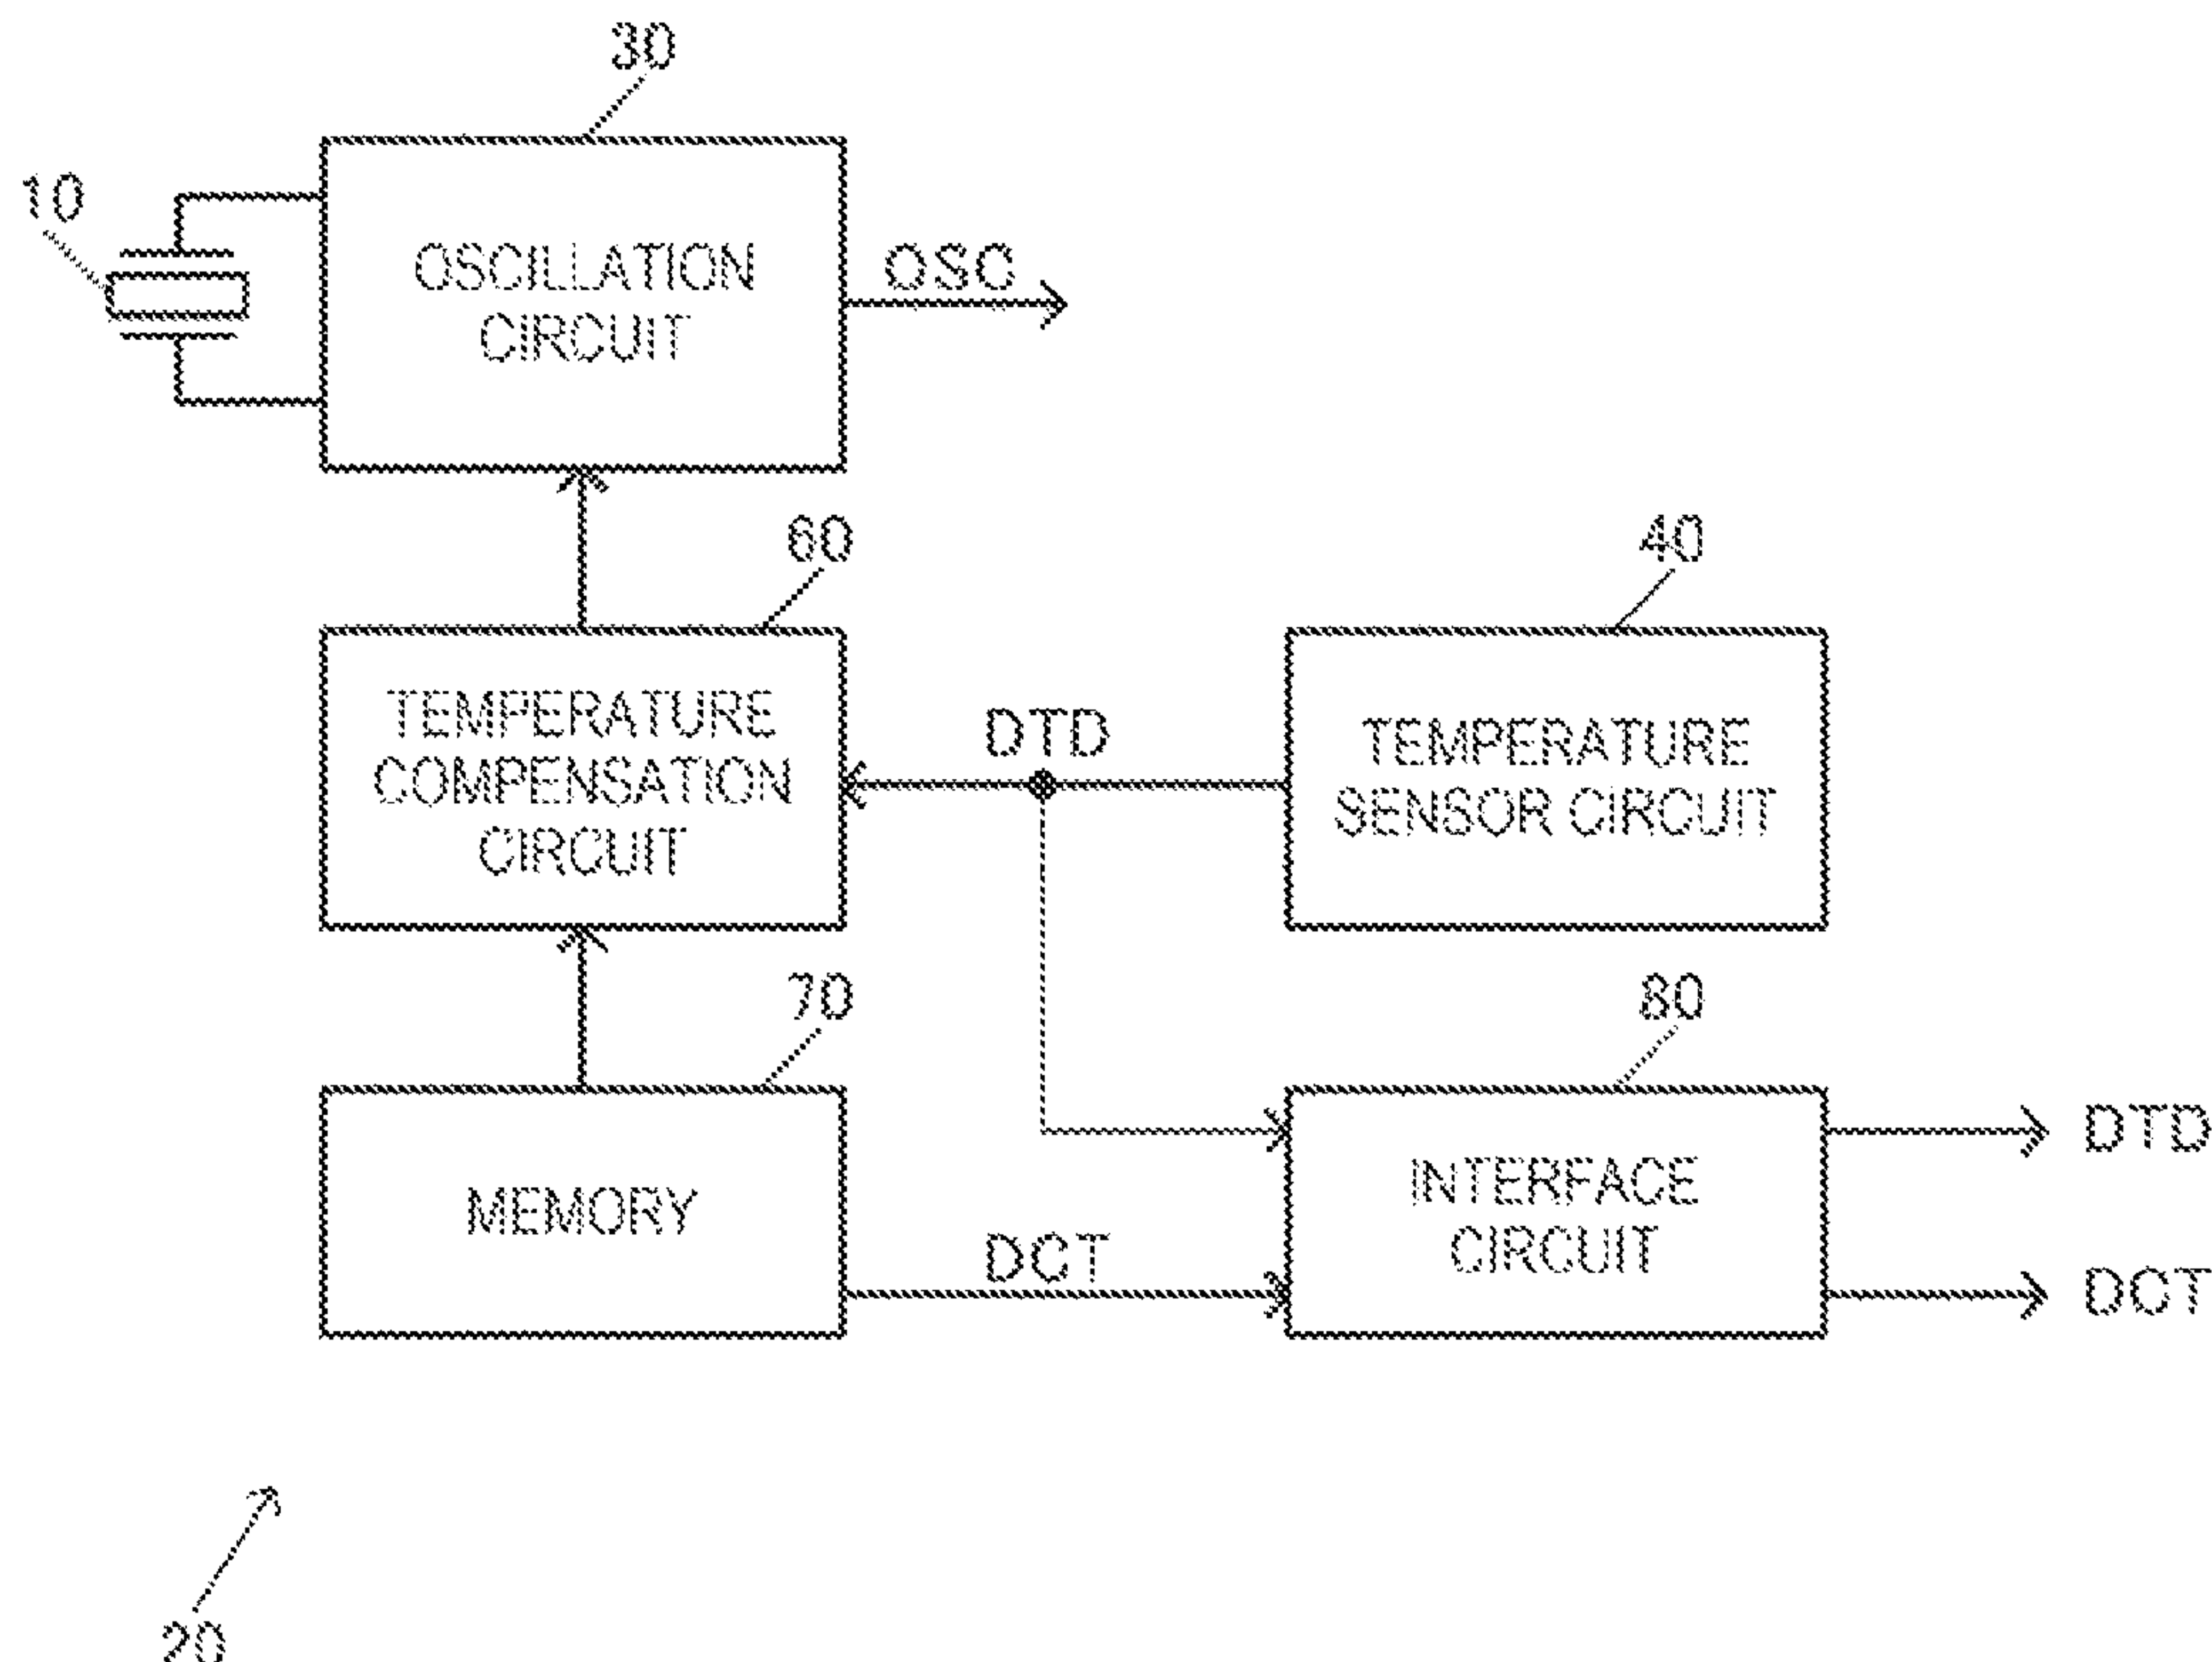 30
10
OSCILLATION
CIRCUIT
OSC
60
40
TEMPERATURE
COMPENSATION
CIRCUIT
DTD
TEMPERATURE
SENSOR CIRCUIT
70
80
MEMORY
DCT
INTERFACE
CIRCUIT
DTD
DCT
20